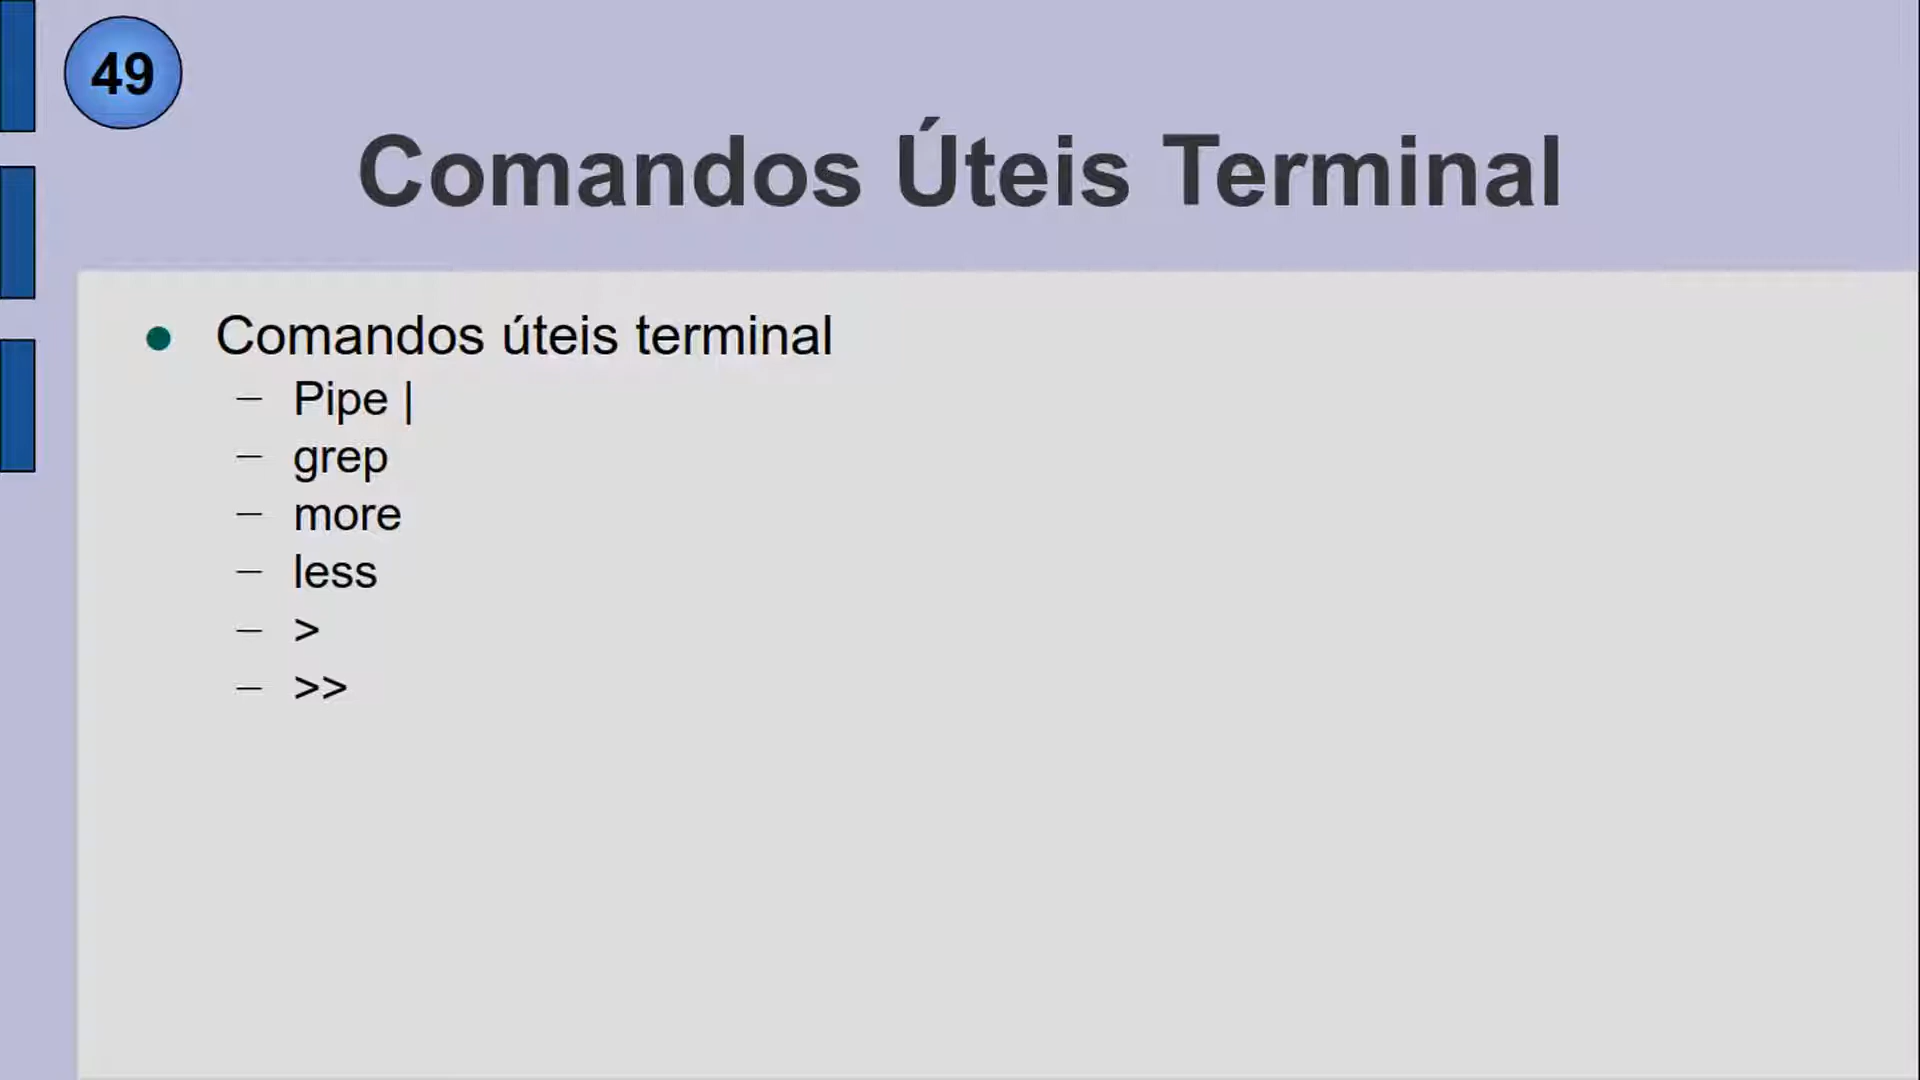 49
Comandos Úteis Terminal
● Comandos úteis terminal
– Pipe |
– grep
– more
– less
– >
– >>